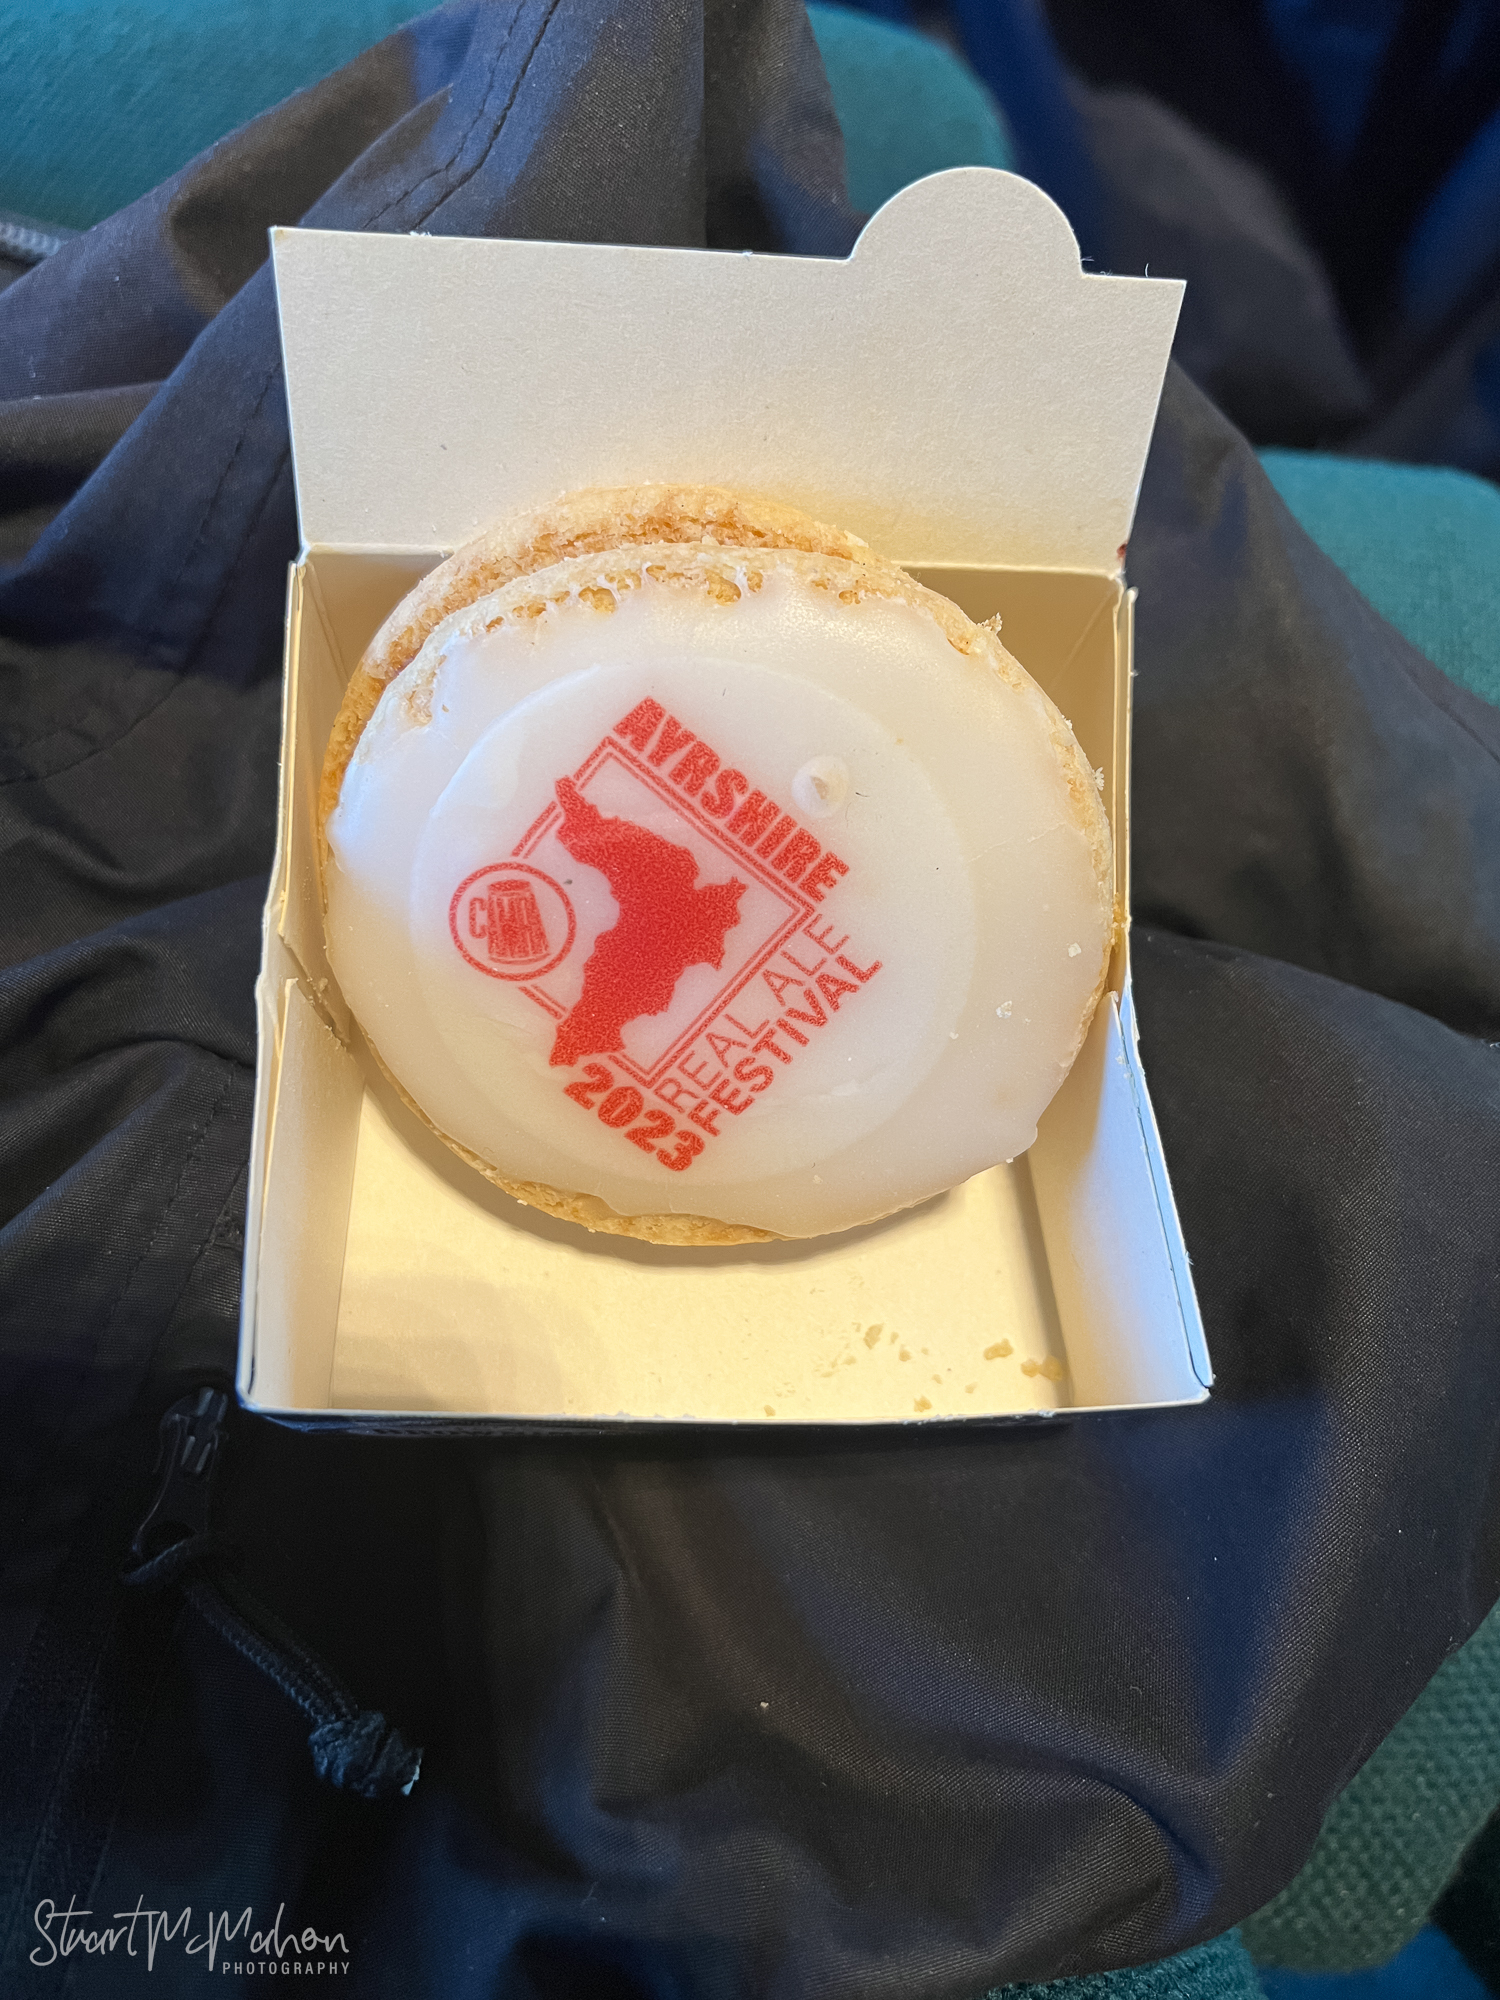 AYRSHIRE
CAMRA
REAL ALE
FESTIVAL
2023
Stuart McMahon
PHOTOGRAPHY